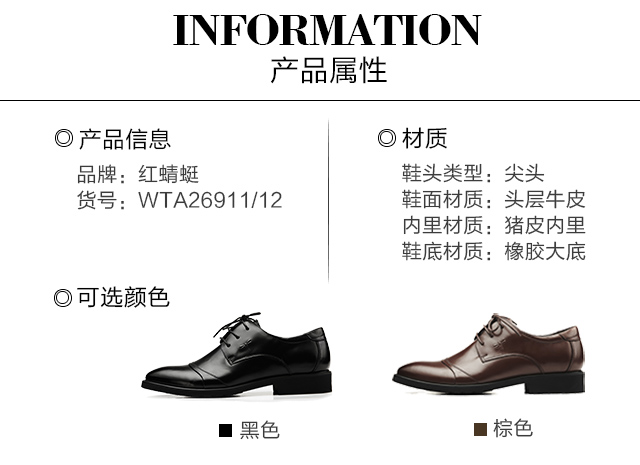 INFORMATION
产品属性
◎ 产品信息
品牌：红蜻蜓
货号：WTA26911/12
◎ 材质
鞋头类型：尖头
鞋面材质：头层牛皮
内里材质：猪皮内里
鞋底材质：橡胶大底
◎ 可选颜色
黑色
棕色